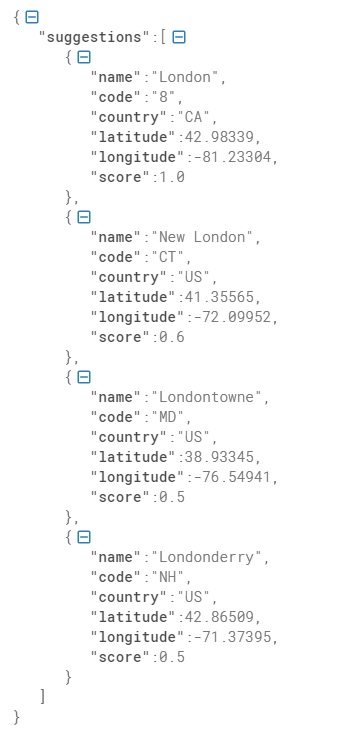 {
"suggestions":[
{
"name":"London",
"code":"8",
"country":"CA",
"latitude":42.98339,
"longitude":-81.23304,
"score":1.0
},
{
"name":"New London",
"code":"CT",
"country":"US",
"latitude":41.35565,
"longitude":-72.09952,
"score":0.6
},
{
"name":"Londontowne",
"code":"MD",
"country":"US",
"latitude":38.93345,
"longitude":-76.54941,
"score":0.5
},
{
"name":"Londonderry",
"code":"NH",
"country":"US",
"latitude":42.86509,
"longitude":-71.37395,
"score":0.5
}
]
}